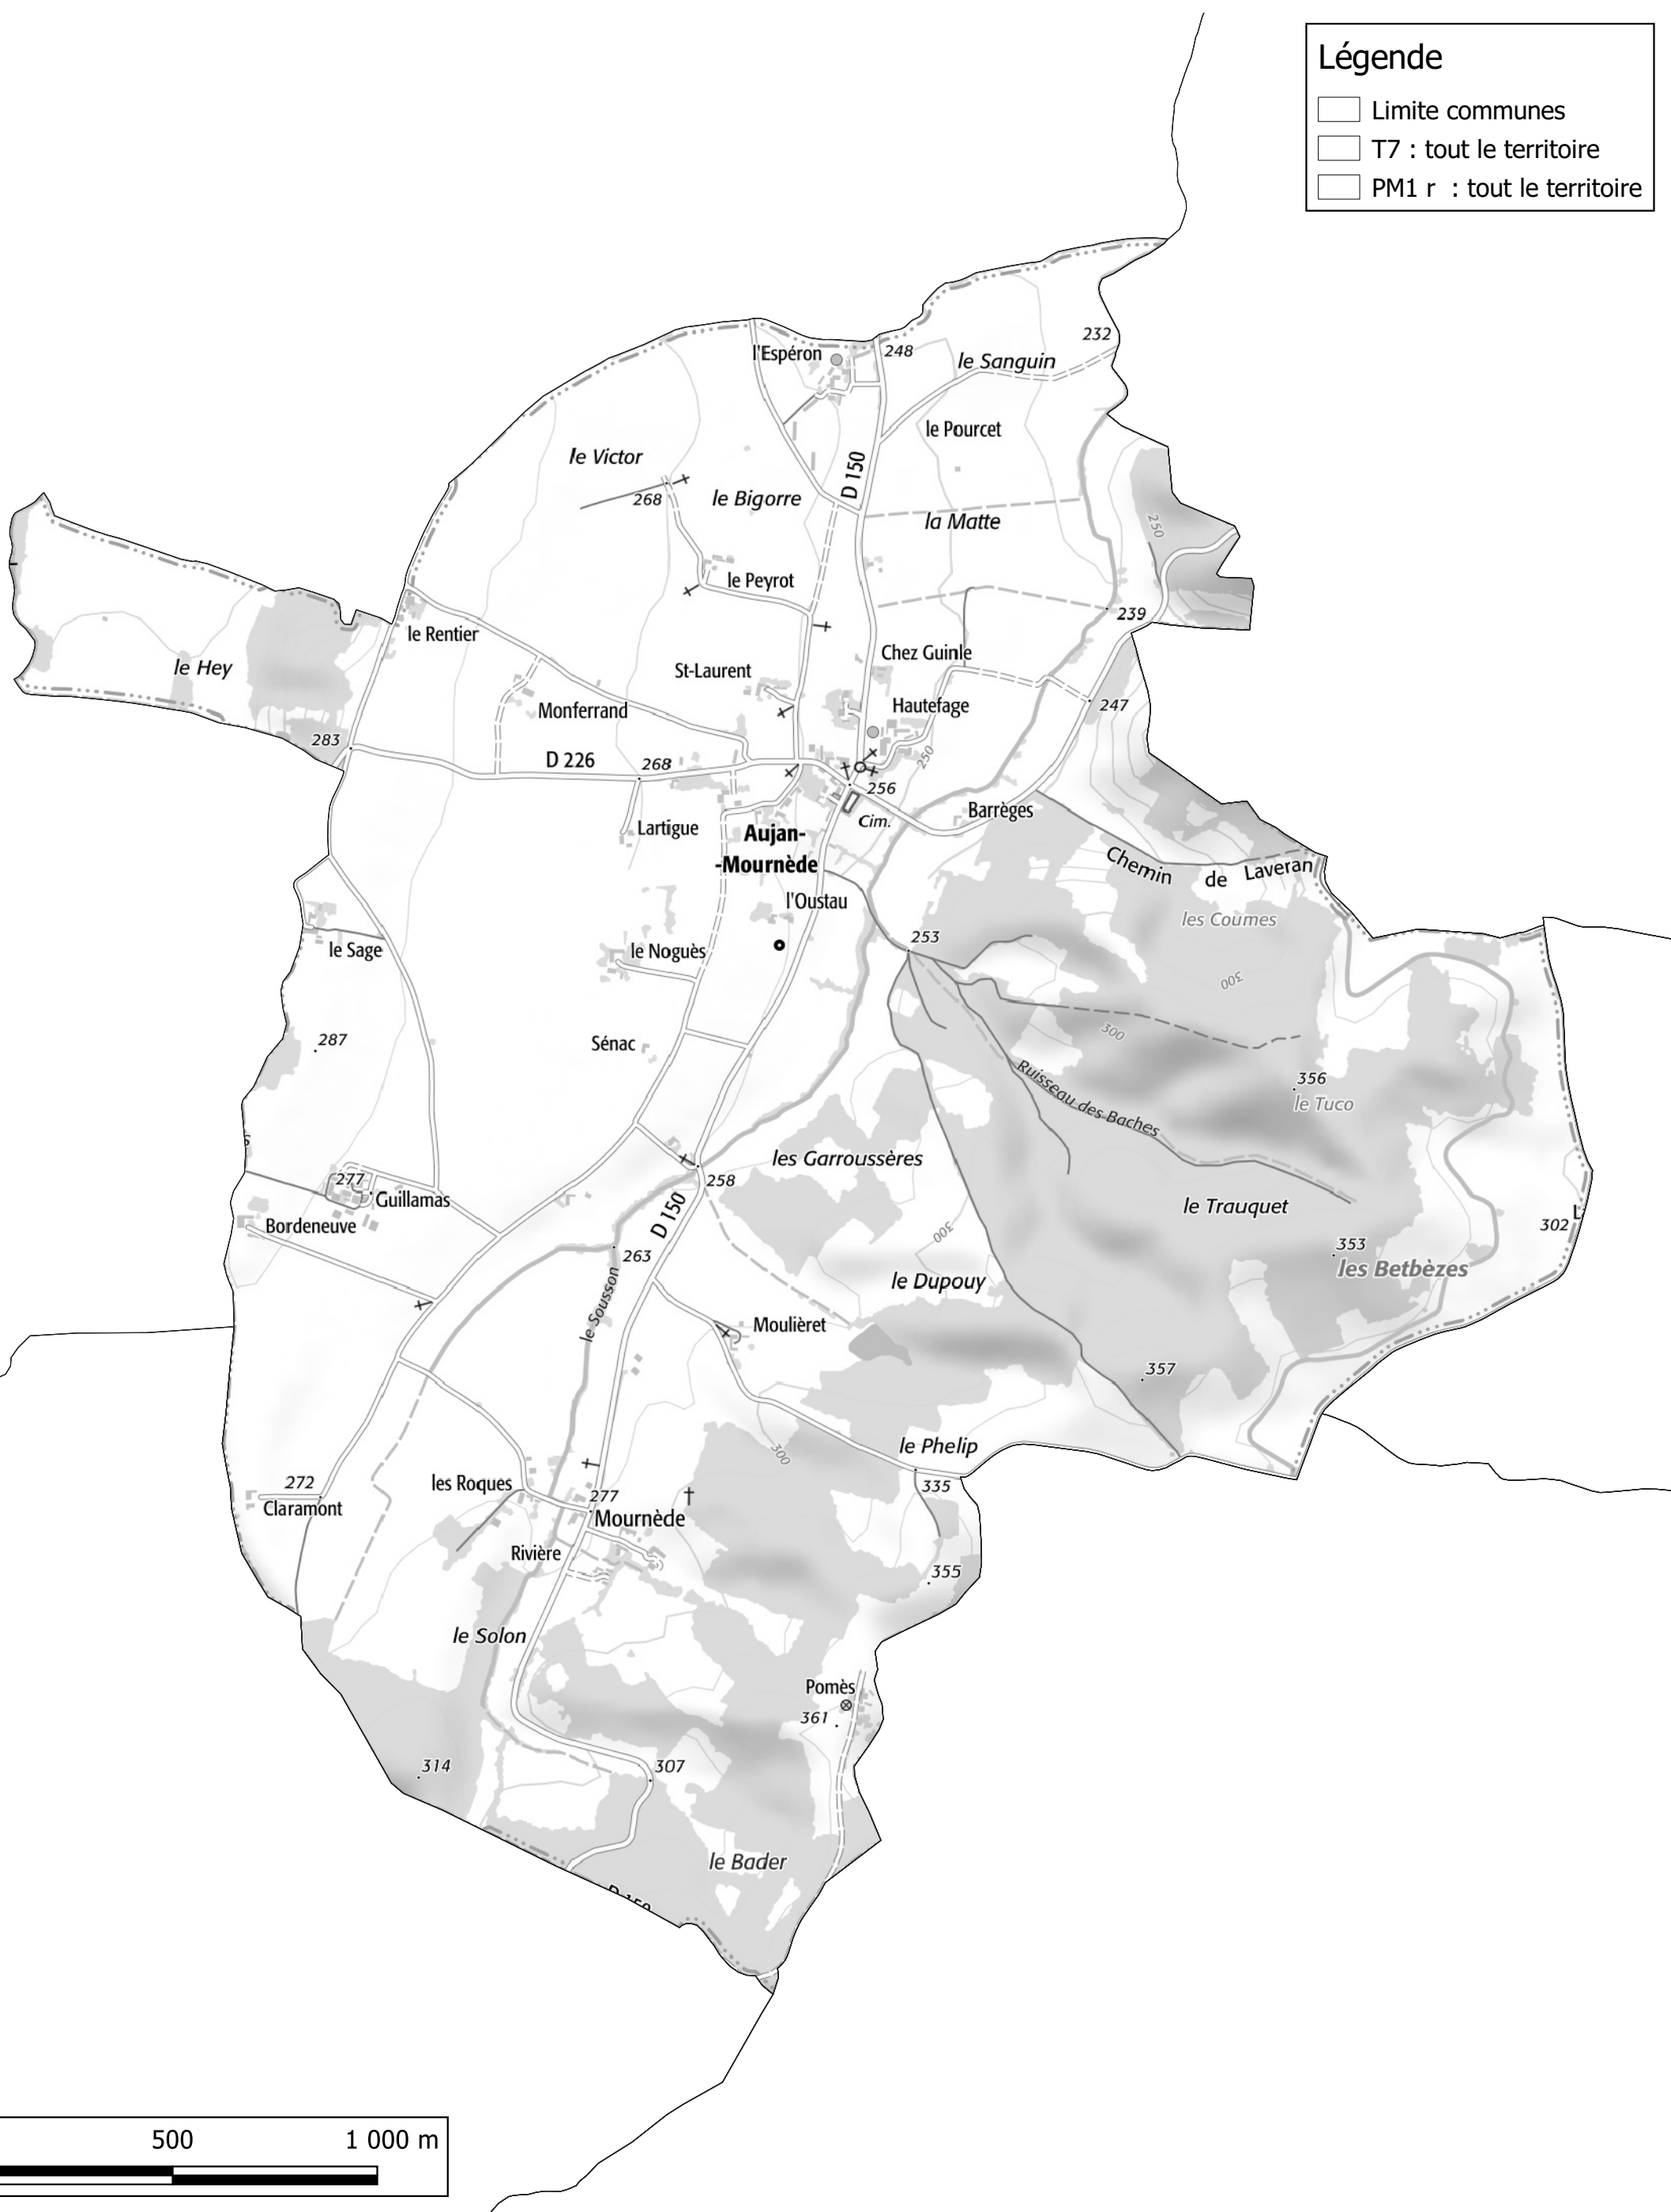 Légende
Limite communes
T7 : tout le territoire
PM1 r : tout le territoire
232
l'Espéron
248
le Sanguin
le Pourcet
le Victor
D 150
268
le Bigorre
la Matte
250
le Peyrot
239
le Rentier
le Hey
Chez Guinle
St-Laurent
Monferrand
Hautefage
247
283
D 226
268
250
256
Barrèges
Cim.
Lartigue
Aujan-
-Mournède
Chemin de Laveran
l'Oustau
les Coumes
253
le Sage
le Noguès
300
287
Sénac
300
Ruisseau des Baches
356
le Tuco
les Garroussères
277
258
Guillamas
le Trauquet
D 150
Bordeneuve
302
L
300
263
353
les Betbèzes
le Dupouy
le Sousson
Moulièret
357
300
le Phelip
272
les Roques
335
Claramont
277
Mournède
Rivière
355
le Solon
Pomès
361
314
307
le Bader
D 150
500
1 000 m